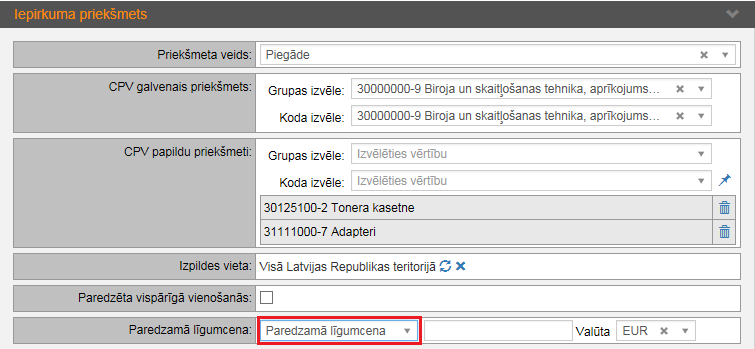 Iepirkuma priekšmets
Priekšmeta veids: Piegāde
CPV galvenais priekšmets: Grupas izvēle: 30000000-9 Biroja un skaitļošanas tehnika, aprīkojums...
Koda izvēle: 30000000-9 Biroja un skaitļošanas tehnika, aprīkojums...
CPV papildu priekšmeti: Grupas izvēle: Izvēlēties vērtību
Koda izvēle: Izvēlēties vērtību
30125100-2 Tonera kasetne
31111000-7 Adapteri
Izpildes vieta: Visā Latvijas Republikas teritorijā
Paredzēta vispārīgā vienošanās:
Paredzamā līgumcena: Paredzamā līgumcena Valūta EUR